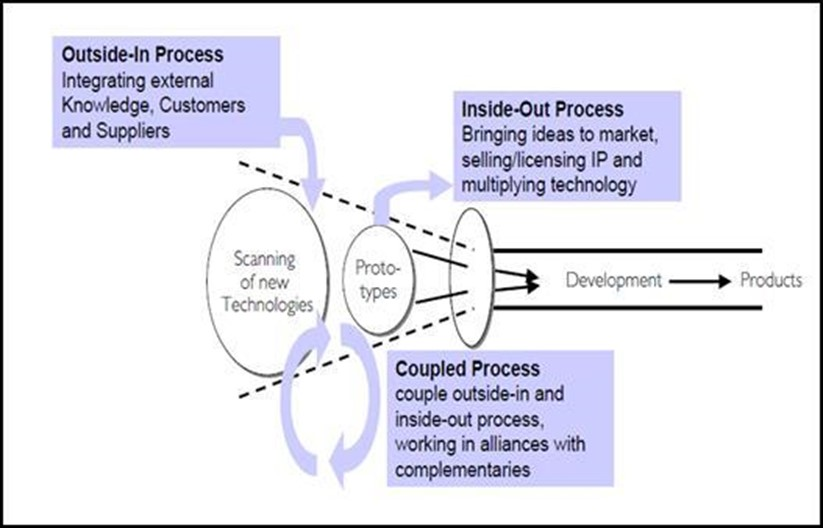 Outside-In Process
Integrating external
Knowledge, Customers
and Suppliers
Inside-Out Process
Bringing ideas to market,
selling/licensing IP and
multiplying technology
Scanning
of new
Technologies
Proto-
types
Development
Products
Coupled Process
couple outside-in and
inside-out process,
working in alliances with
complementaries